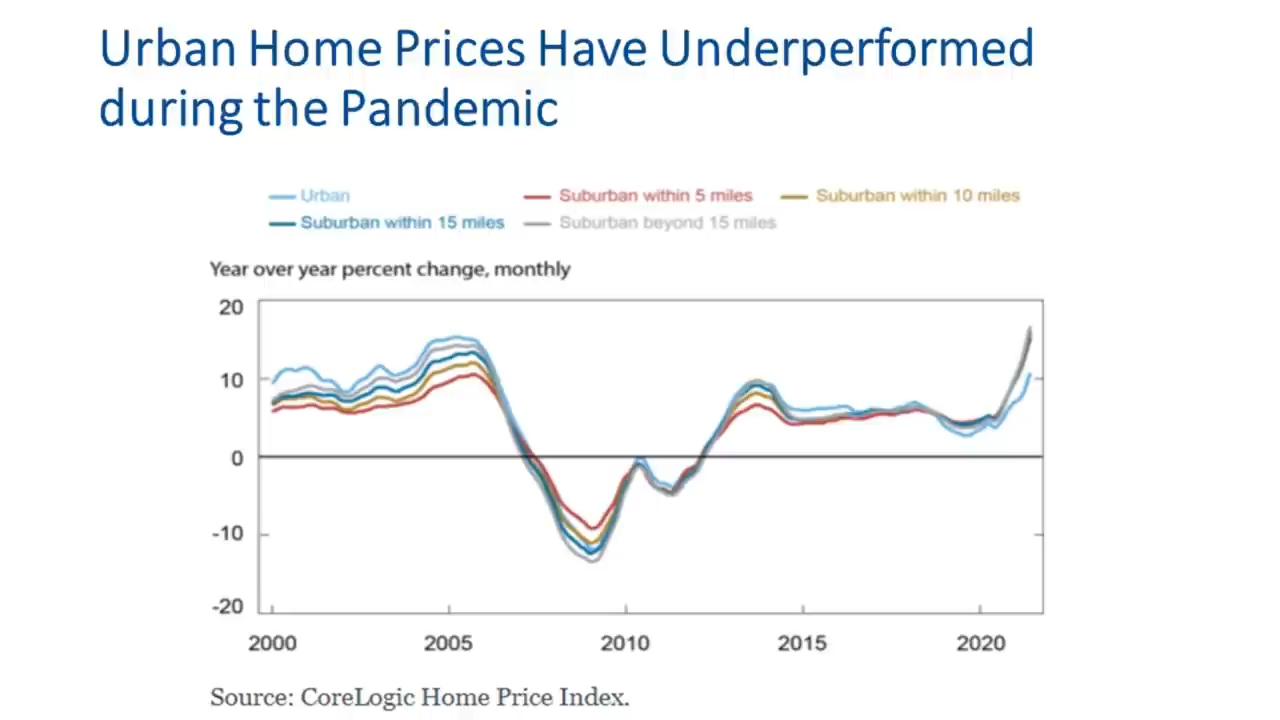 Urban Home Prices Have Underperformed
during the Pandemic
Urban Suburban within 5 miles Suburban within 10 miles
Suburban within 15 miles Suburban beyond 15 miles
Year over year percent change, monthly
20
10
0
-10
-20
2000 2005 2010 2015 2020
Source: CoreLogic Home Price Index.